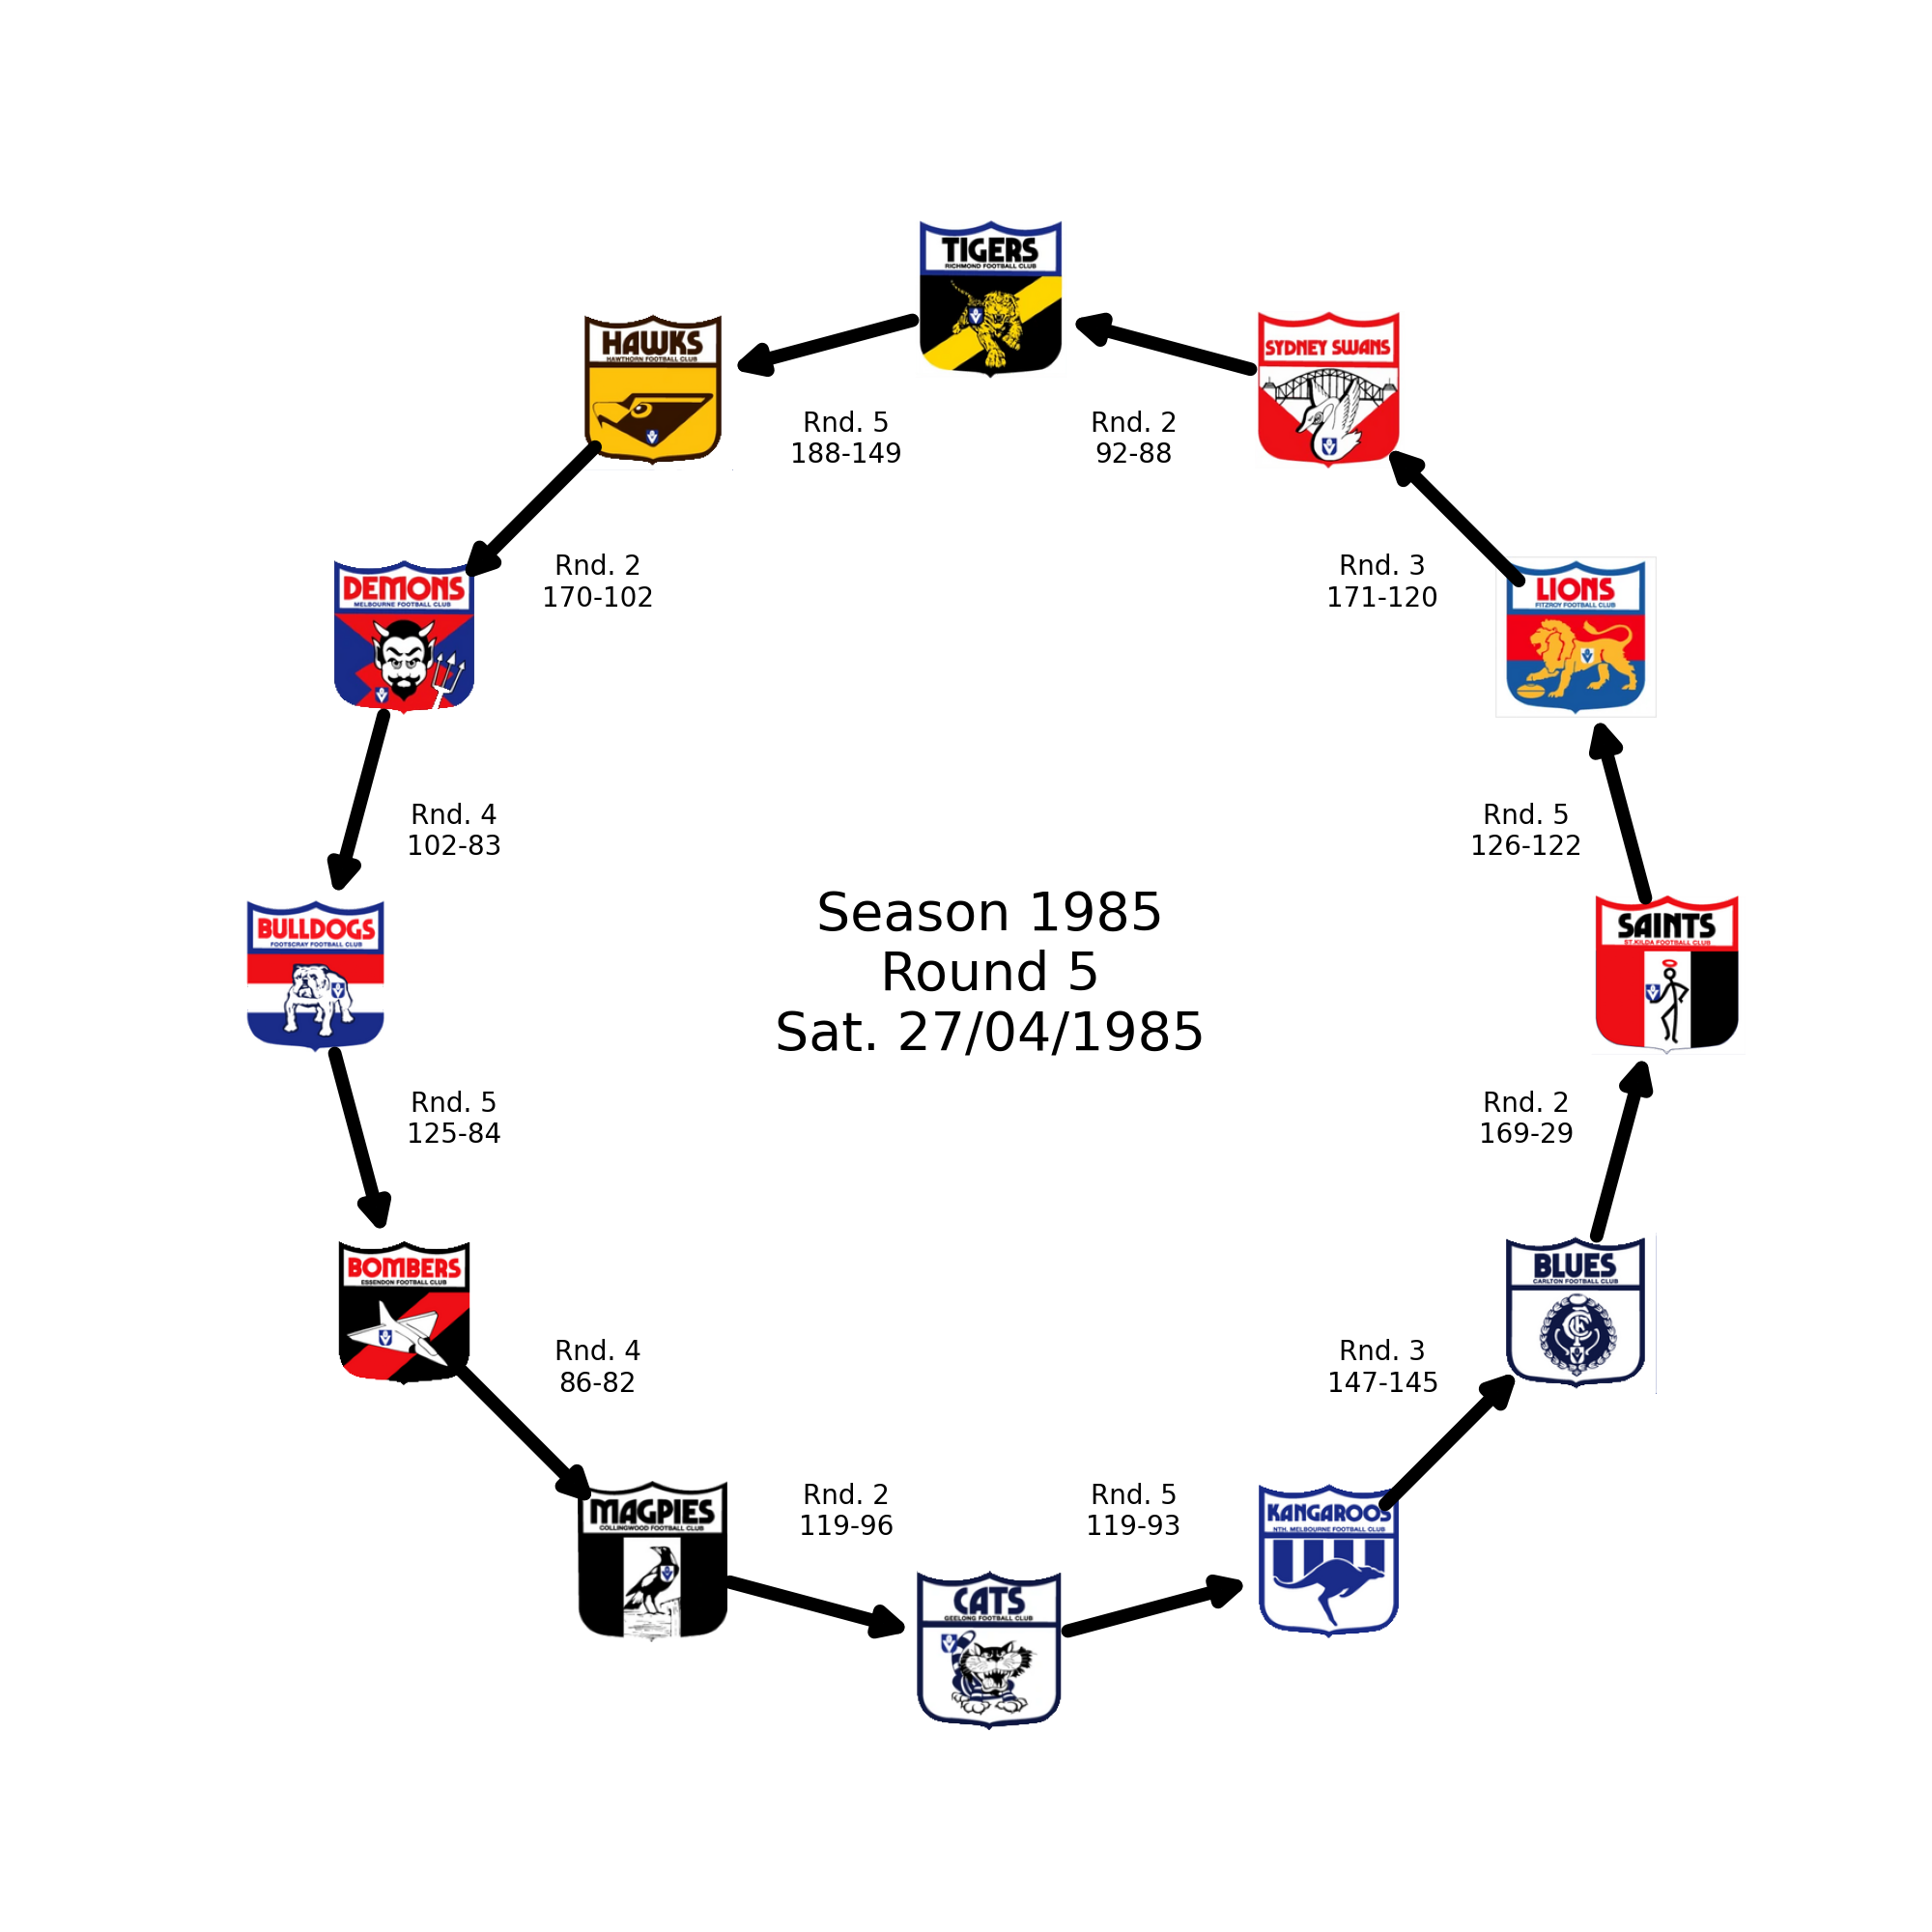 TIGERS
RICHMOND FOOTBALL CLUB
HAWKS
HAWTHORN FOOTBALL CLUB
SYDNEY SWANS
Rnd. 5
188-149
Rnd. 2
92-88
DEMONS
MELBOURNE FOOTBALL CLUB
Rnd. 2
170-102
Rnd. 3
171-120
LIONS
FITZROY FOOTBALL CLUB
Rnd. 4
102-83
Rnd. 5
126-122
BULLDOGS
FOOTSCRAY FOOTBALL CLUB
Season 1985
Round 5
Sat. 27/04/1985
SAINTS
ST.KILDA FOOTBALL CLUB
Rnd. 5
125-84
Rnd. 2
169-29
BOMBERS
ESSENDON FOOTBALL CLUB
BLUES
CARLTON FOOTBALL CLUB
CFC
Rnd. 4
86-82
Rnd. 3
147-145
MAGPIES
COLLINGWOOD FOOTBALL CLUB
Rnd. 2
119-96
Rnd. 5
119-93
KANGAROOS
NTH. MELBOURNE FOOTBALL CLUB
CATS
GEELONG FOOTBALL CLUB